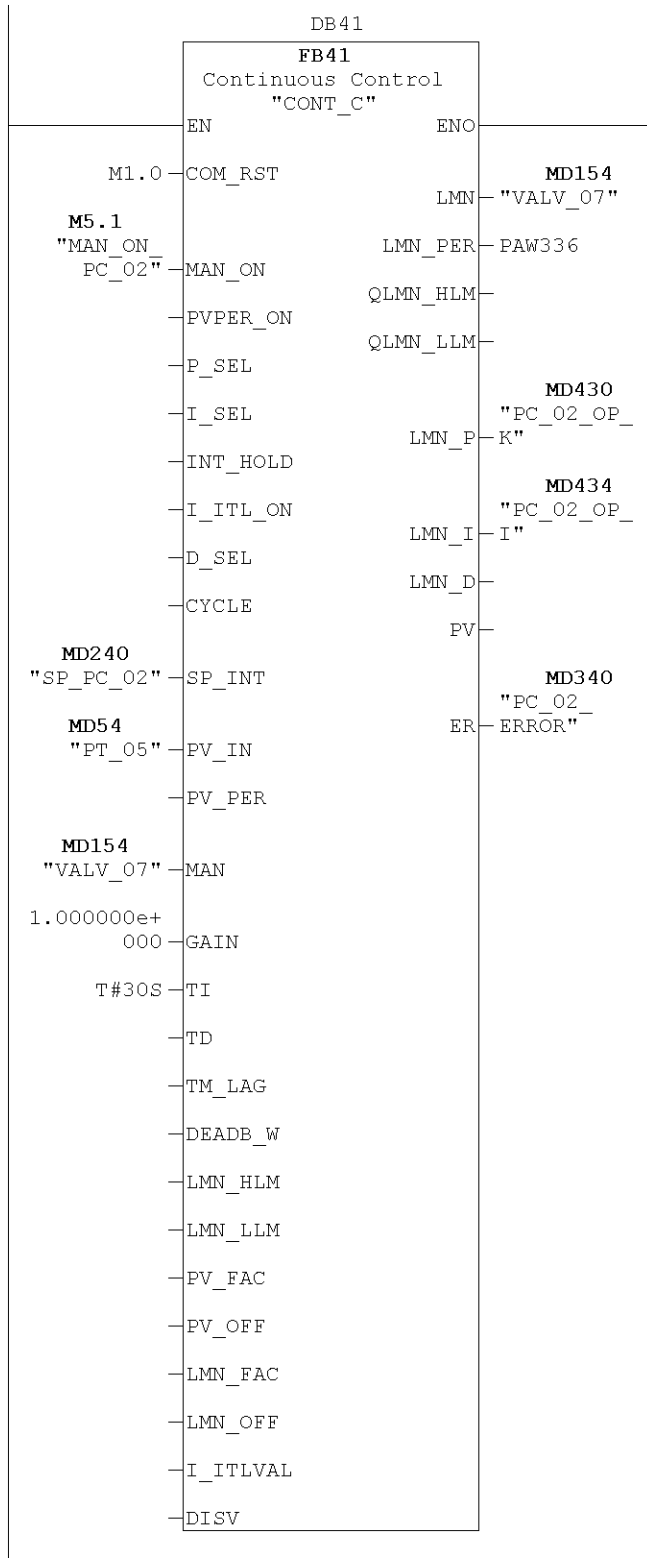 DB41
FB41
Continuous Control
"CONT_C"
EN ENO
M1.0 COM_RST
MD154
LMN "VALV_07"
M5.1
"MAN_ON_
LMN_PER PAW336
PC_02" MAN_ON
QLMN_HLM
PVPER_ON
QLMN_LLM
P_SEL
MD430
I_SEL "PC_02_OP_
LMN_P K"
INT_HOLD
MD434
I_ITL_ON "PC_02_OP_
LMN_I I"
D_SEL
LMN_D
CYCLE
PV
MD240
"SP_PC_02" SP_INT MD340
"PC_02_
MD54
ER ERROR"
"PT_05" PV_IN
PV_PER
MD154
"VALV_07" MAN
1.000000e+
000 GAIN
T#30S TI
TD
TM_LAG
DEADB_W
LMN_HLM
LMN_LLM
PV_FAC
PV_OFF
LMN_FAC
LMN_OFF
I_ITLVAL
DISV